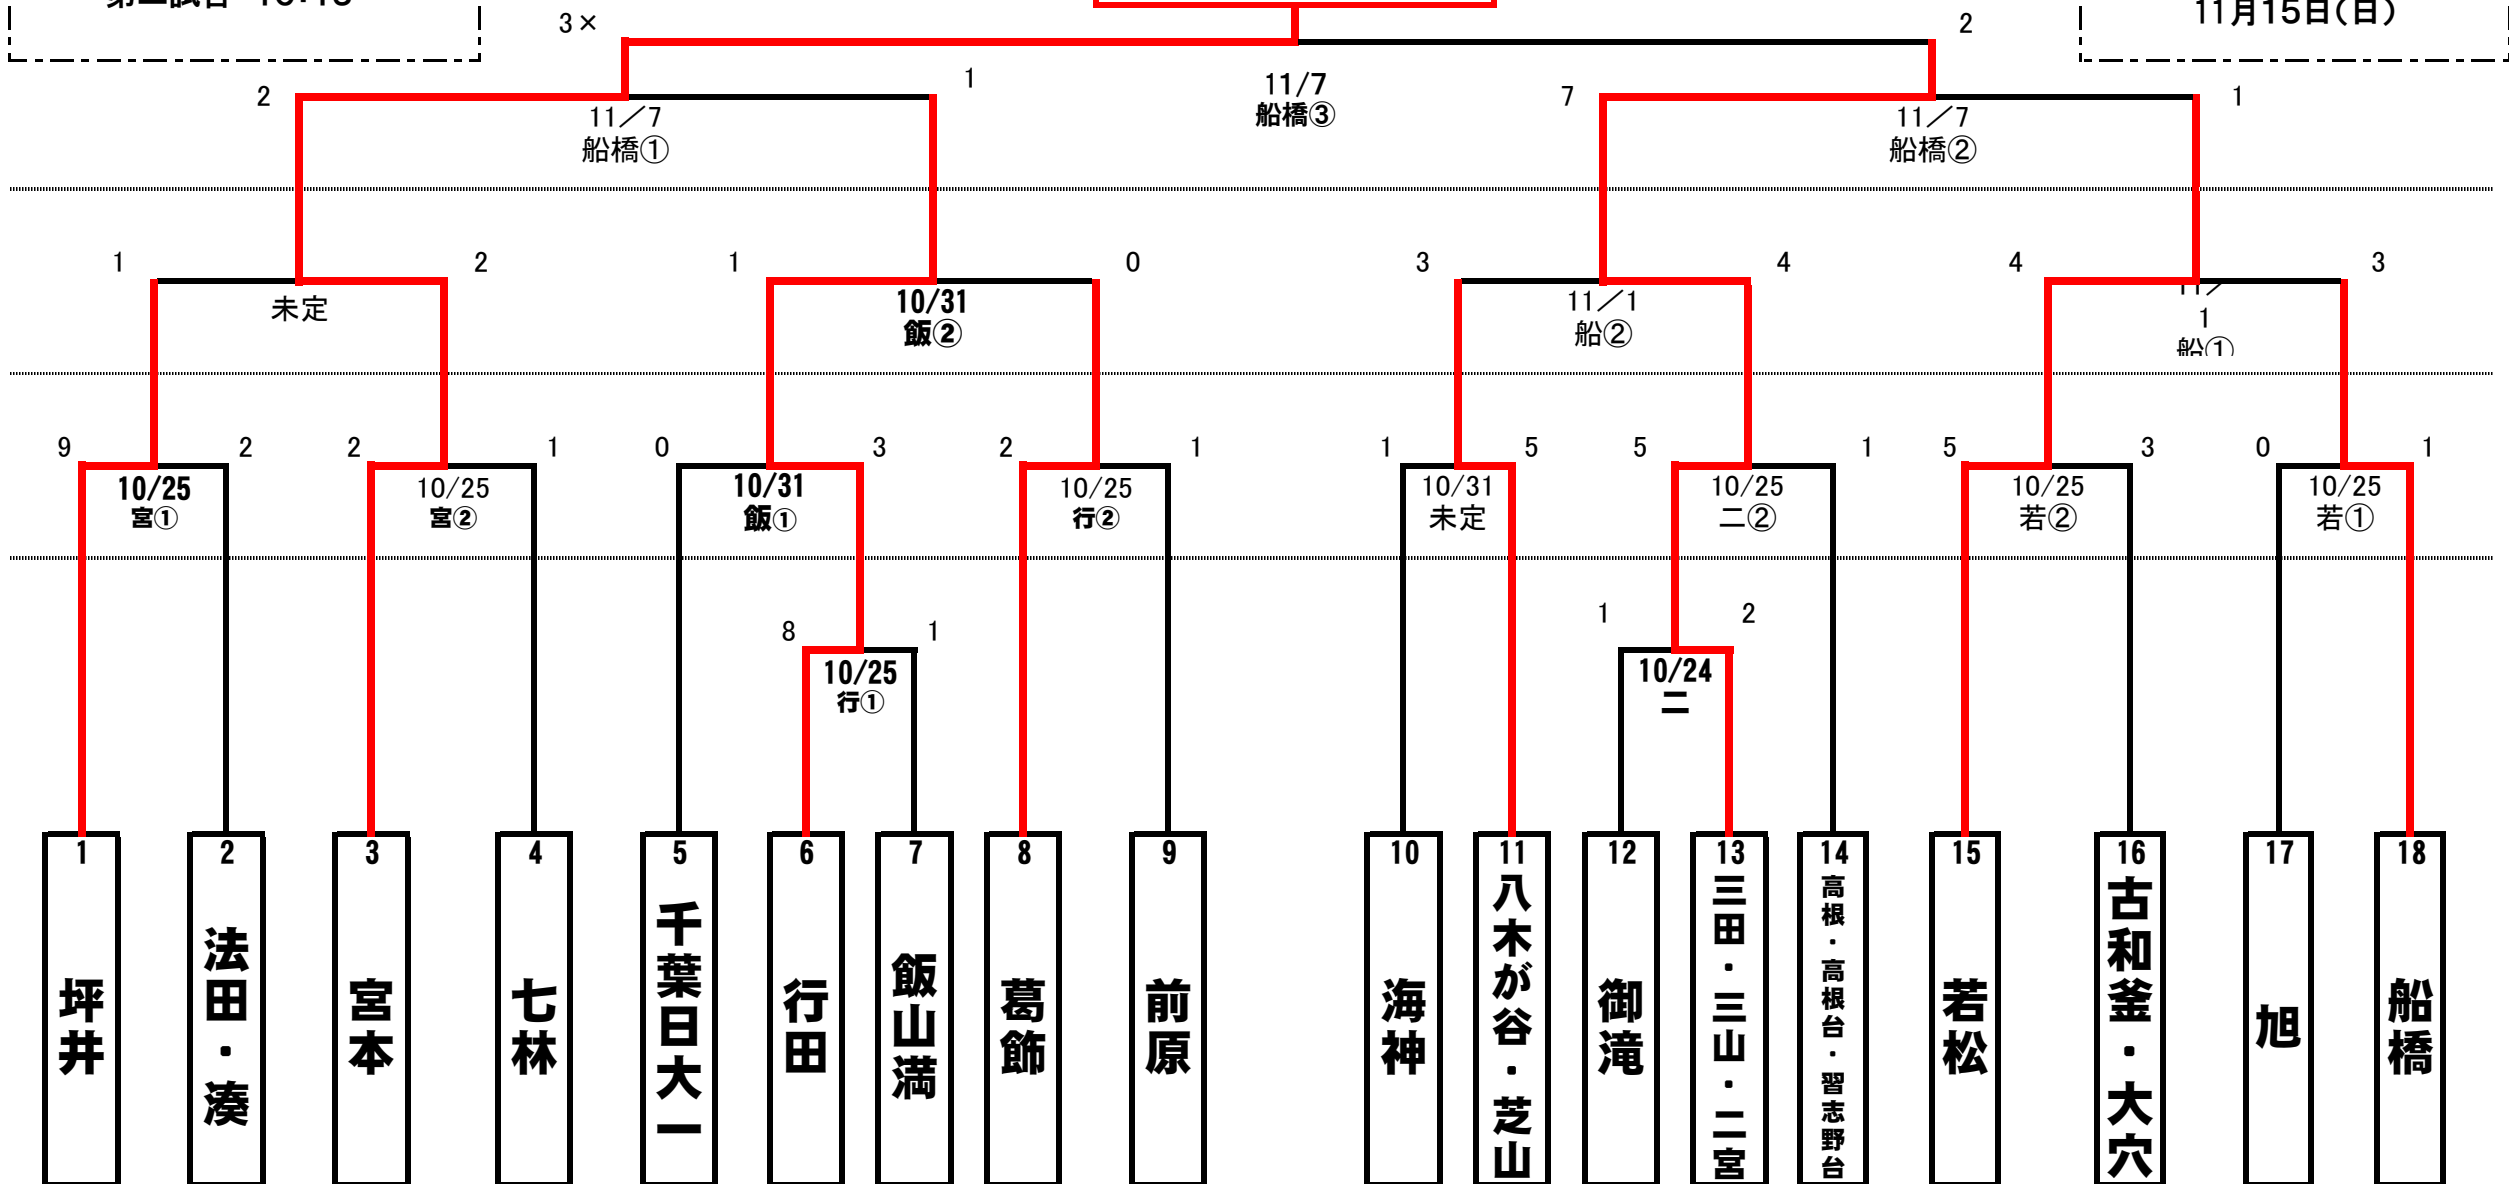 11月15日(日)
3×
2
2
1
11/7
船橋③
7
1
11／7
船橋①
11／7
船橋②
1
2
1
0
3
4
4
3
未定
10/31
飯②
11／1
船②
1
船①
9
2
2
1
0
3
2
1
1
5
5
1
5
3
0
1
10/25
宮①
10/25
宮②
10/31
飯①
10/25
行②
10/31
未定
10/25
二②
10/25
若②
10/25
若①
8
1
1
2
10/25
行①
10/24
二
1
坪井
2
法田・湊
3
宮本
4
七林
5
千葉日大一
6
行田
7
飯山満
8
葛飾
9
前原
10
海神
11
八木が谷・芝山
12
御滝
13
三田・三山・二宮
14
高根・高根台・習志野台
15
若松
16
古和釜・大穴
17
旭
18
船橋